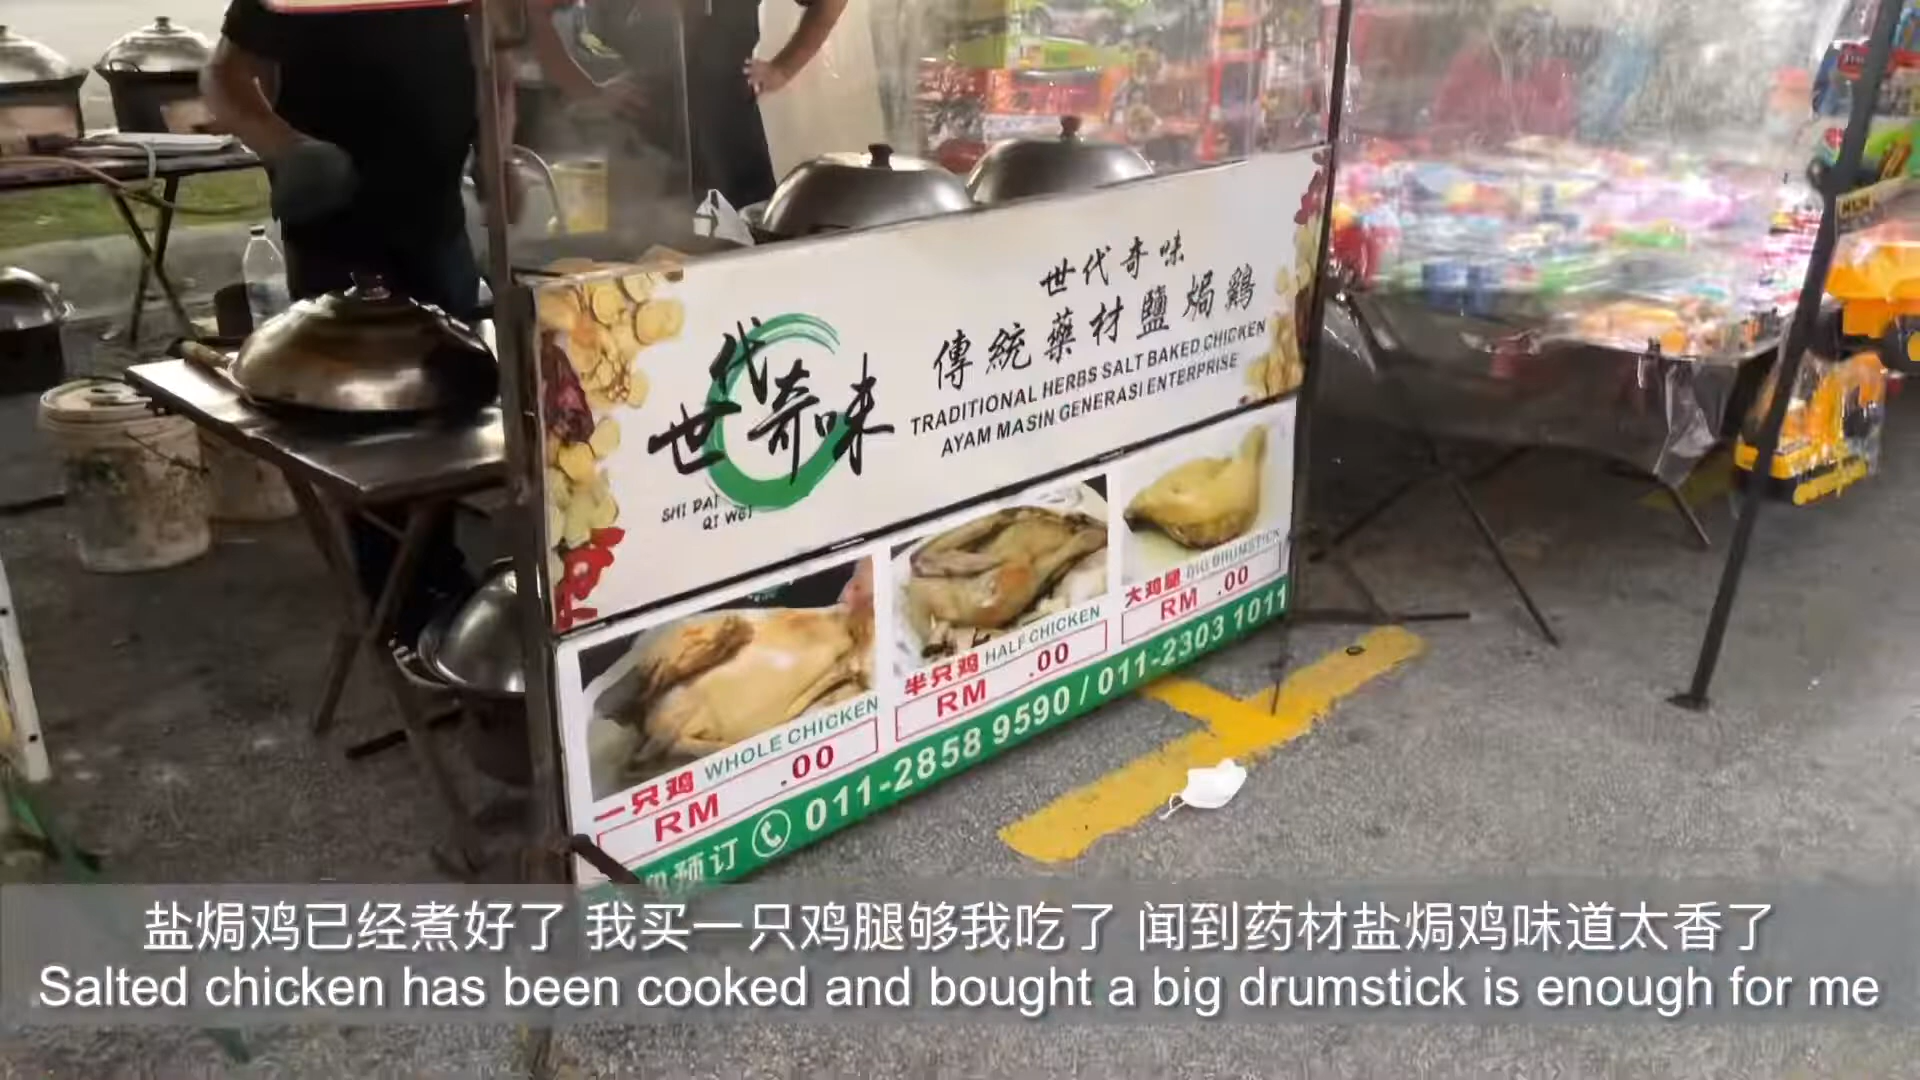 世代奇味
傳統藥材鹽焗鷄
TRADITIONAL HERBS SALT BAKED CHICKEN
AYAM MASIN GENERASI ENTERPRISE
世代奇味
SHI DAI
QI WEI
一只鸡 WHOLE CHICKEN
RM .00
半只鸡 HALF CHICKEN
RM .00
大鸡腿 BIG DRUMSTICK
RM .00
预订 011-2858 9590 / 011-2303 1011
盐焗鸡已经煮好了 我买一只鸡腿够我吃了 闻到药材盐焗鸡味道太香了
Salted chicken has been cooked and bought a big drumstick is enough for me